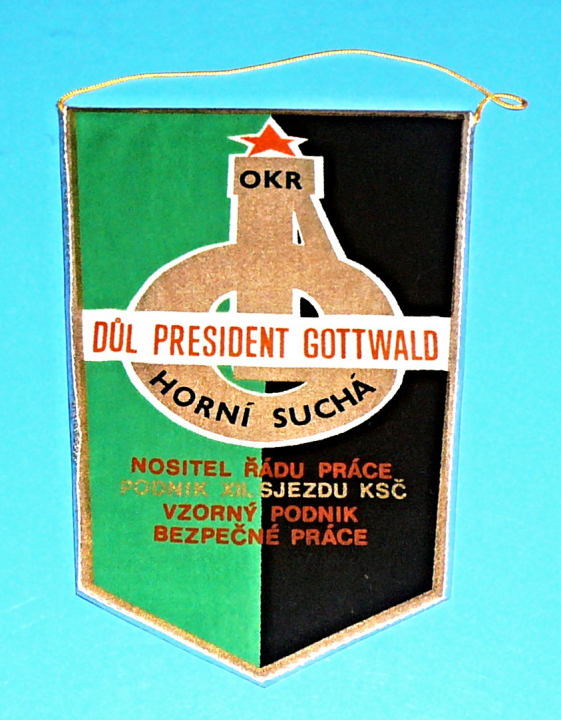 OKR
DŮL PRESIDENT GOTTWALD
HORNÍ SUCHÁ
NOSITEL ŘÁDU PRÁCE
PODNIK XII. SJEZDU KSČ
VZORNÝ PODNIK
BEZPEČNÉ PRÁCE